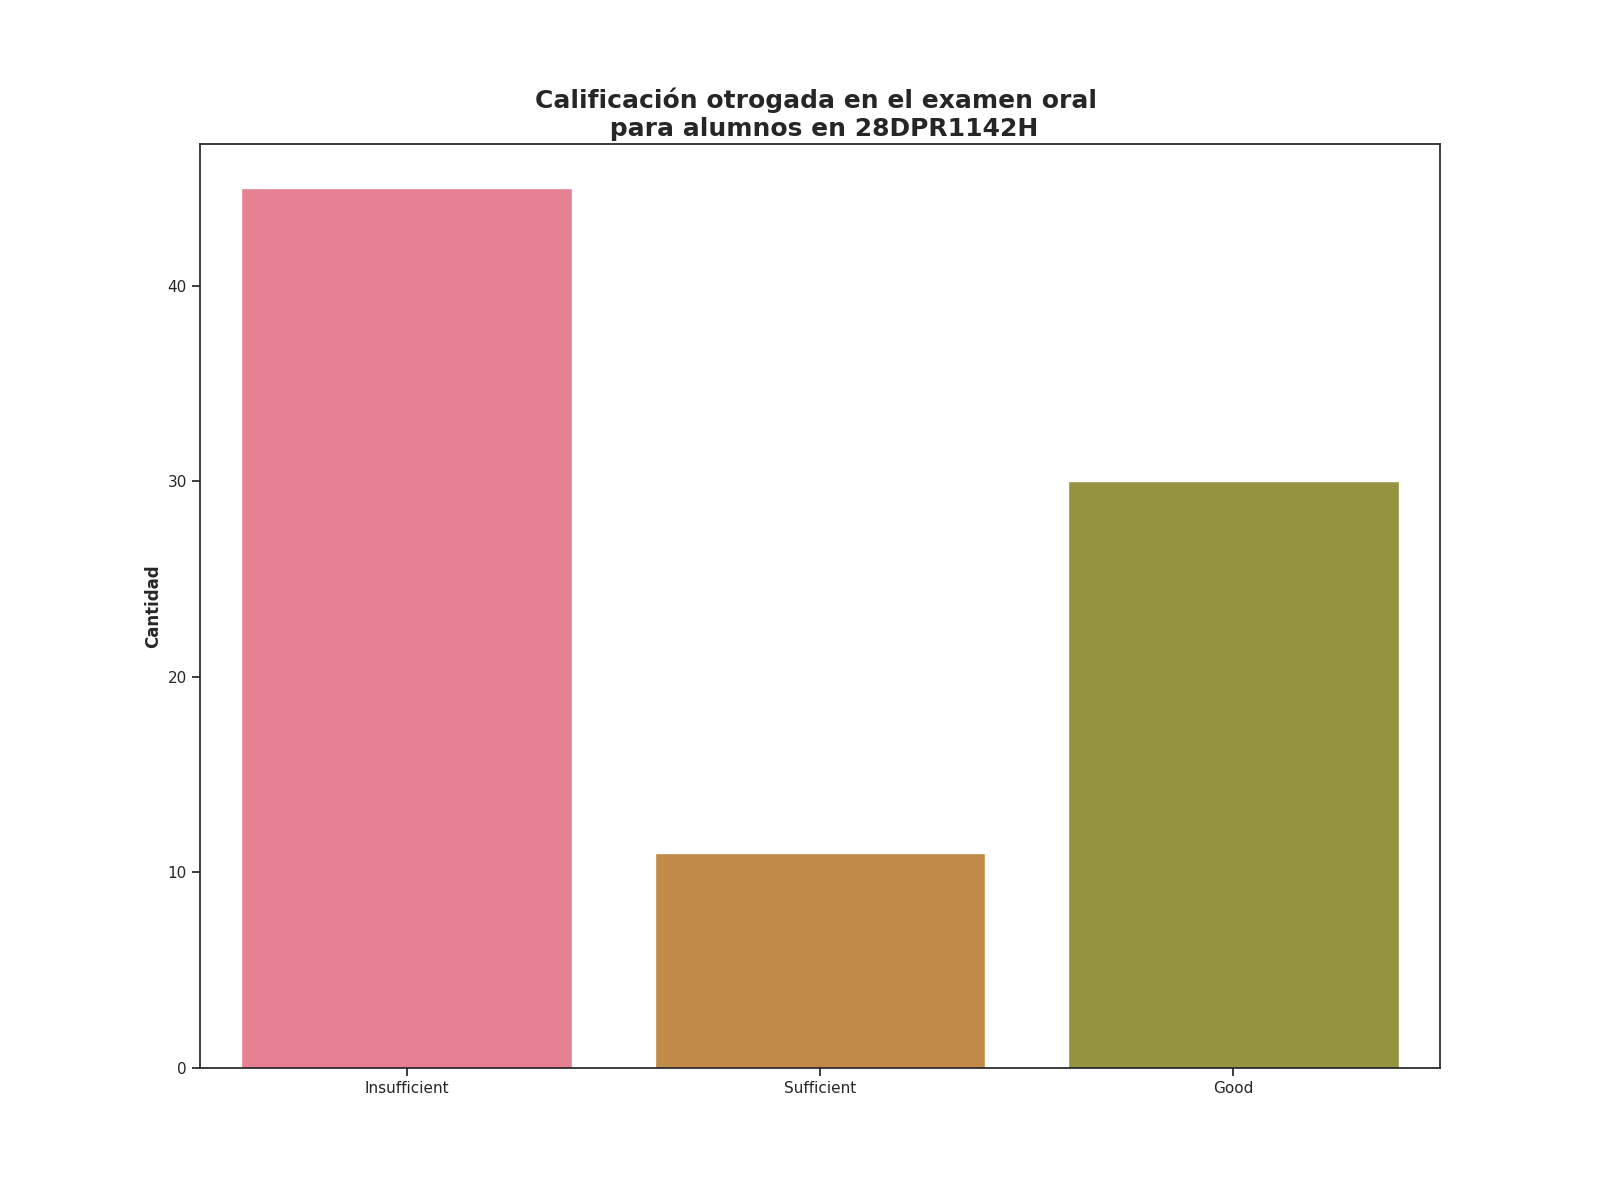 Calificación otrogada en el examen oral
para alumnos en 28DPR1142H
Cantidad
40
30
20
10
0
Insufficient
Sufficient
Good